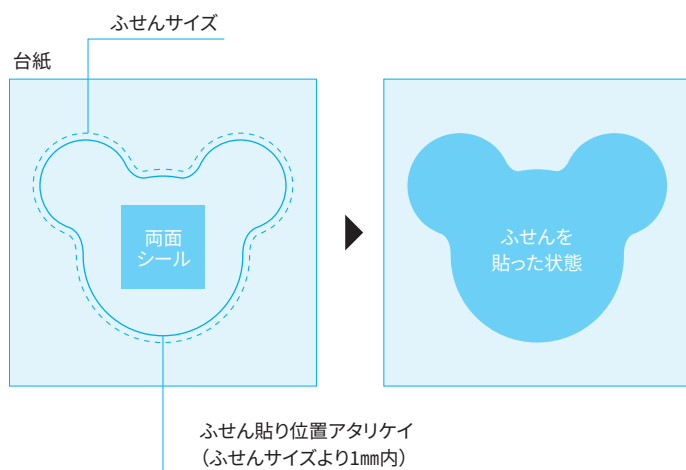 ふせんサイズ
台紙
両面
シール
ふせんを
貼った状態
ふせん貼り位置アタリケイ
（ふせんサイズより1㎜内）